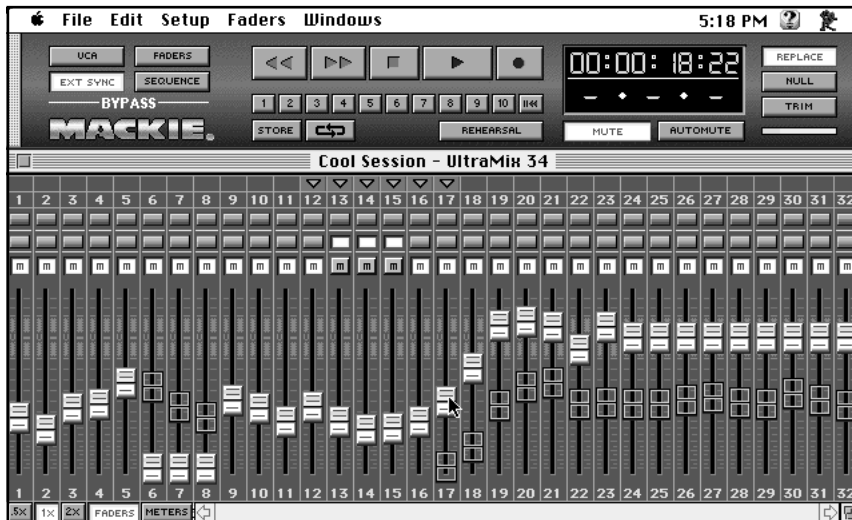 File Edit Setup Faders Windows 5:18 PM
VCA FADERS
EXT SYNC SEQUENCE
BYPASS
MACKIE.
1 2 3 4 5 6 7 8 9 10
STORE REHEARSAL
00:00:18:22
MUTE AUTOMUTE
REPLACE
NULL
TRIM
Cool Session - UltraMix 34
1 2 3 4 5 6 7 8 9 10 11 12 13 14 15 16 17 18 19 20 21 22 23 24 25 26 27 28 29 30 31 32
m m m m m m m m m m m m m m m m m m m m m m m m m m m m m m m m
1 2 3 4 5 6 7 8 9 10 11 12 13 14 15 16 17 18 19 20 21 22 23 24 25 26 27 28 29 30 31 32
.5X 1X 2X FADERS METERS